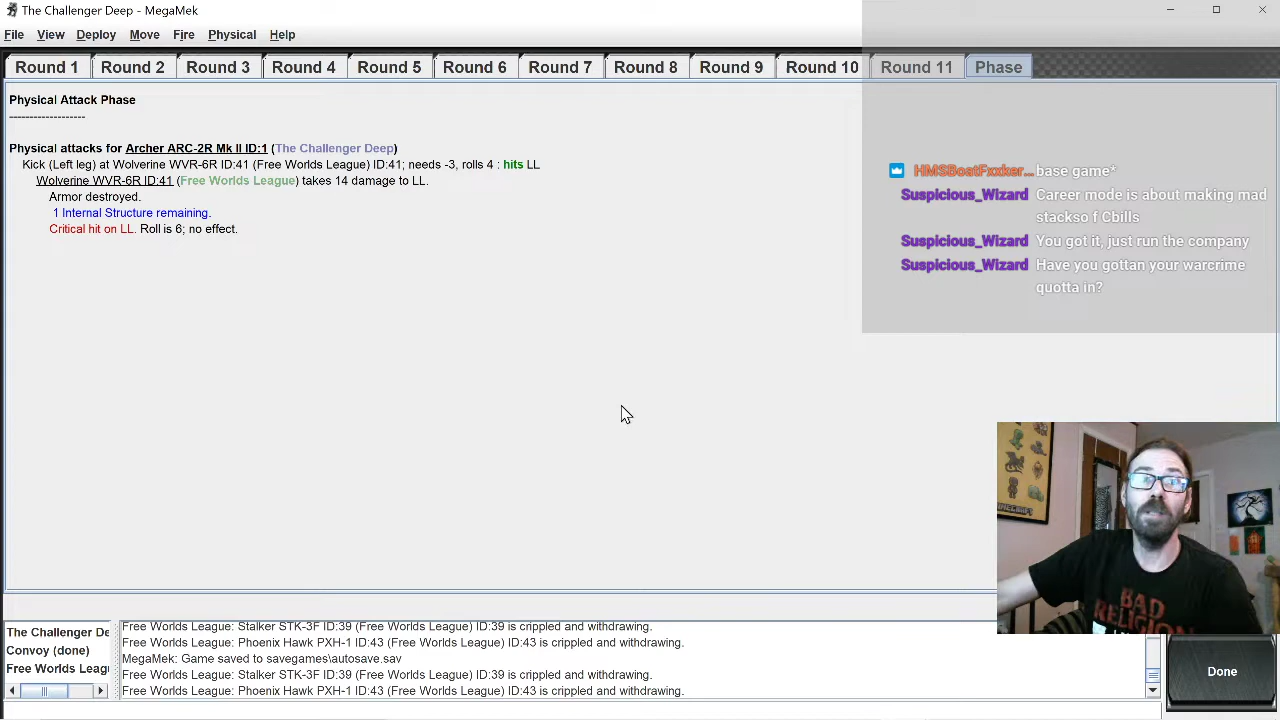 The Challenger Deep - MegaMek
File View Deploy Move Fire Physical Help
Round 1 Round 2 Round 3 Round 4 Round 5 Round 6 Round 7 Round 8 Round 9 Round 10 Round 11 Phase
Physical Attack Phase
-------------------
Physical attacks for Archer ARC-2R Mk II ID:1 (The Challenger Deep)
Kick (Left leg) at Wolverine WVR-6R ID:41 (Free Worlds League) ID:41; needs -3, rolls 4 : hits LL
Wolverine WVR-6R ID:41 (Free Worlds League) takes 14 damage to LL.
Armor destroyed.
1 Internal Structure remaining.
Critical hit on LL. Roll is 6; no effect.
HMSBoatFxxker... base game*
Suspicious_Wizard Career mode is about making mad
stackso f Cbills
Suspicious_Wizard You got it, just run the company
Suspicious_Wizard Have you gottan your warcrime
quotta in?
MINECRAFT
BAD
RELIGION
The Challenger De
Convoy (done)
Free Worlds Leagu
Free Worlds League: Stalker STK-3F ID:39 (Free Worlds League) ID:39 is crippled and withdrawing.
Free Worlds League: Phoenix Hawk PXH-1 ID:43 (Free Worlds League) ID:43 is crippled and withdrawing.
MegaMek: Game saved to savegames\autosave.sav
Free Worlds League: Stalker STK-3F ID:39 (Free Worlds League) ID:39 is crippled and withdrawing.
Free Worlds League: Phoenix Hawk PXH-1 ID:43 (Free Worlds League) ID:43 is crippled and withdrawing.
Done